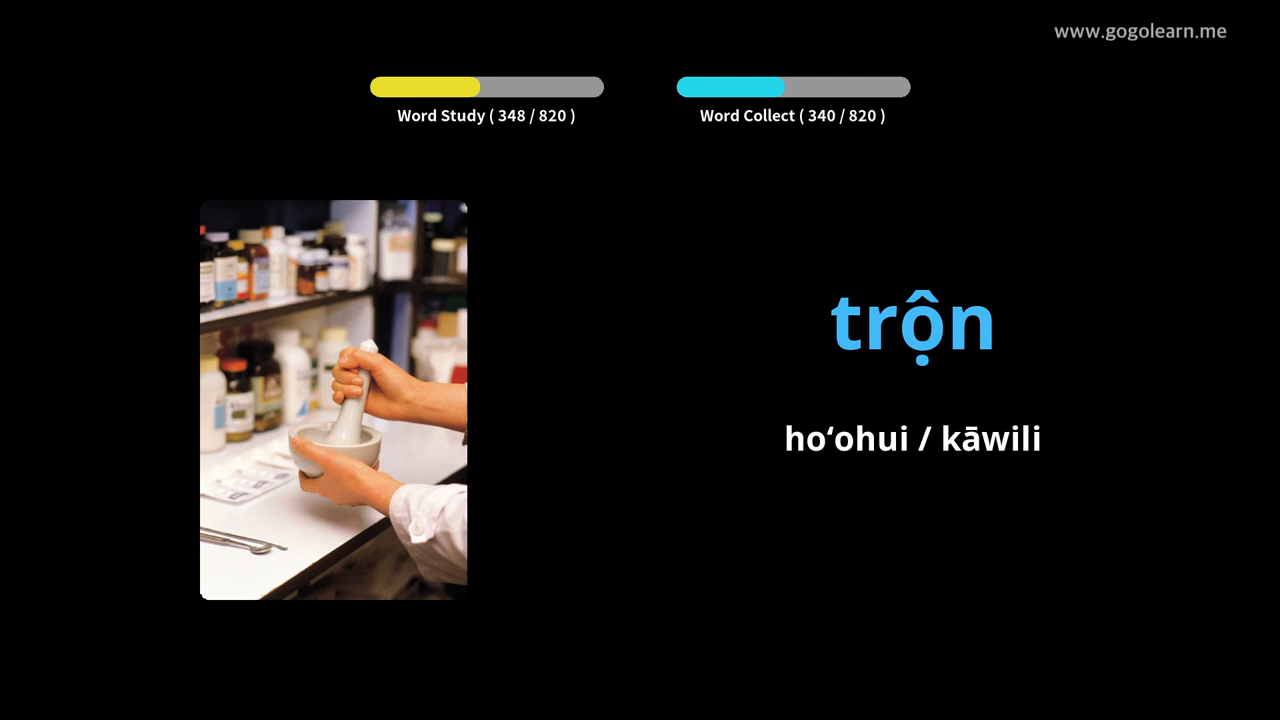 www.gogolearn.me
Word Study ( 348 / 820 )
Word Collect ( 340 / 820 )
trộn
hoʻohui / kāwili